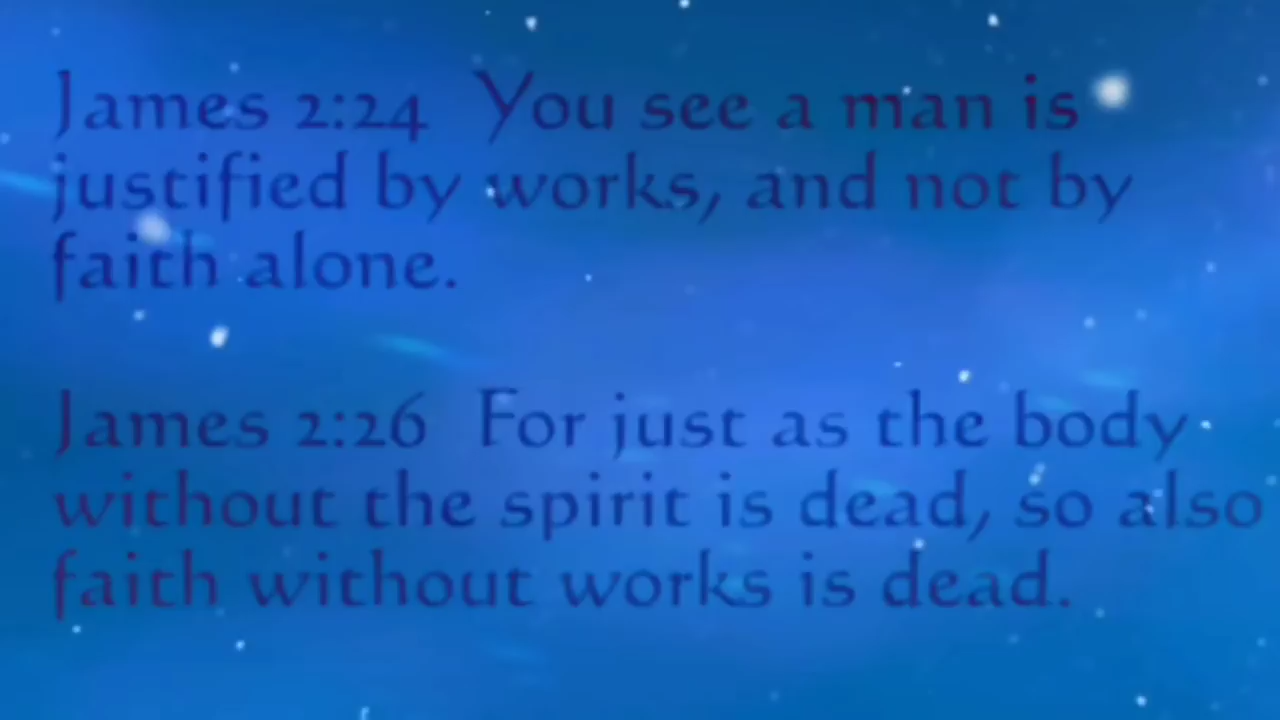 James 2:24 You see a man is
justified by works, and not by
faith alone.
James 2:26 For just as the body
without the spirit is dead, so also
faith without works is dead.